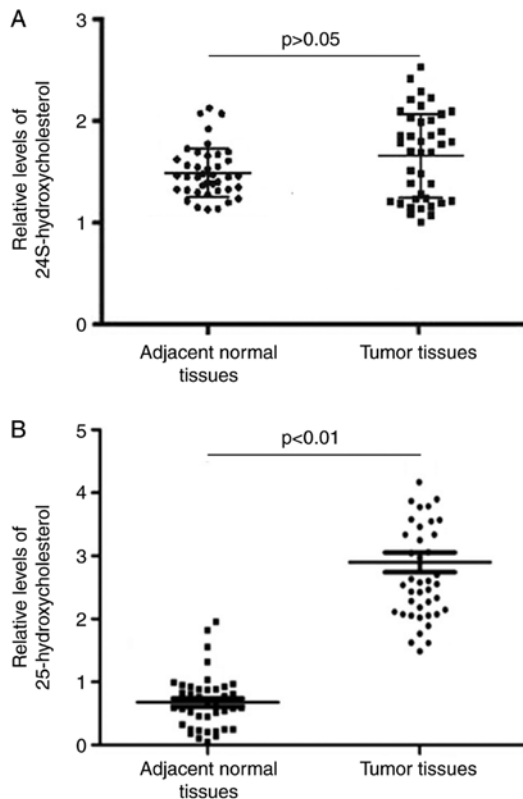 A
Relative levels of
24S-hydroxycholesterol
3
2
1
0
p>0.05
Adjacent normal
tissues
Tumor tissues
B
Relative levels of
25-hydroxycholesterol
5
4
3
2
1
0
p<0.01
Adjacent normal
tissues
Tumor tissues